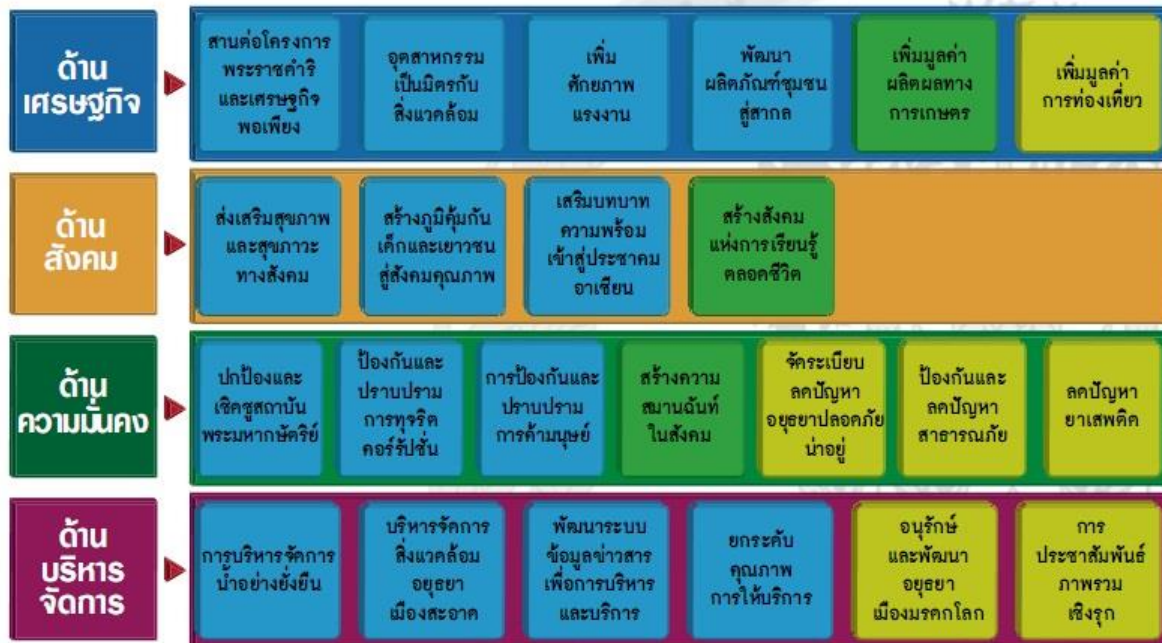 ด้าน
เศรษฐกิจ
สานต่อโครงการ
พระราชดำริ
และเศรษฐกิจ
พอเพียง
อุตสาหกรรม
เป็นมิตรกับ
สิ่งแวดล้อม
เพิ่ม
ศักยภาพ
แรงงาน
พัฒนา
ผลิตภัณฑ์ชุมชน
สู่สากล
เพิ่มมูลค่า
ผลิตผลทาง
การเกษตร
เพิ่มมูลค่า
การท่องเที่ยว
ด้าน
สังคม
ส่งเสริมสุขภาพ
และสุขภาวะ
ทางสังคม
สร้างภูมิคุ้มกัน
เด็กและเยาวชน
สู่สังคมคุณภาพ
เสริมบทบาท
ความพร้อม
เข้าสู่ประชาคม
อาเซียน
สร้างสังคม
แห่งการเรียนรู้
ตลอดชีวิต
ด้าน
ความมั่นคง
ปกป้องและ
เชิดชูสถาบัน
พระมหากษัตริย์
ป้องกันและ
ปราบปราม
การทุจริต
คอร์รัปชั่น
การป้องกันและ
ปราบปราม
การค้ามนุษย์
สร้างความ
สมานฉันท์
ในสังคม
จัดระเบียบ
ลดปัญหา
อยุธยาปลอดภัย
น่าอยู่
ป้องกันและ
ลดปัญหา
สาธารณภัย
ลดปัญหา
ยาเสพติด
ด้าน
บริหาร
จัดการ
การบริหารจัดการ
น้ำอย่างยั่งยืน
บริหารจัดการ
สิ่งแวดล้อม
อยุธยา
เมืองสะอาด
พัฒนาระบบ
ข้อมูลข่าวสาร
เพื่อการบริหาร
และบริการ
ยกระดับ
คุณภาพ
การให้บริการ
อนุรักษ์
และพัฒนา
อยุธยา
เมืองมรดกโลก
การ
ประชาสัมพันธ์
ภาพรวม
เชิงรุก